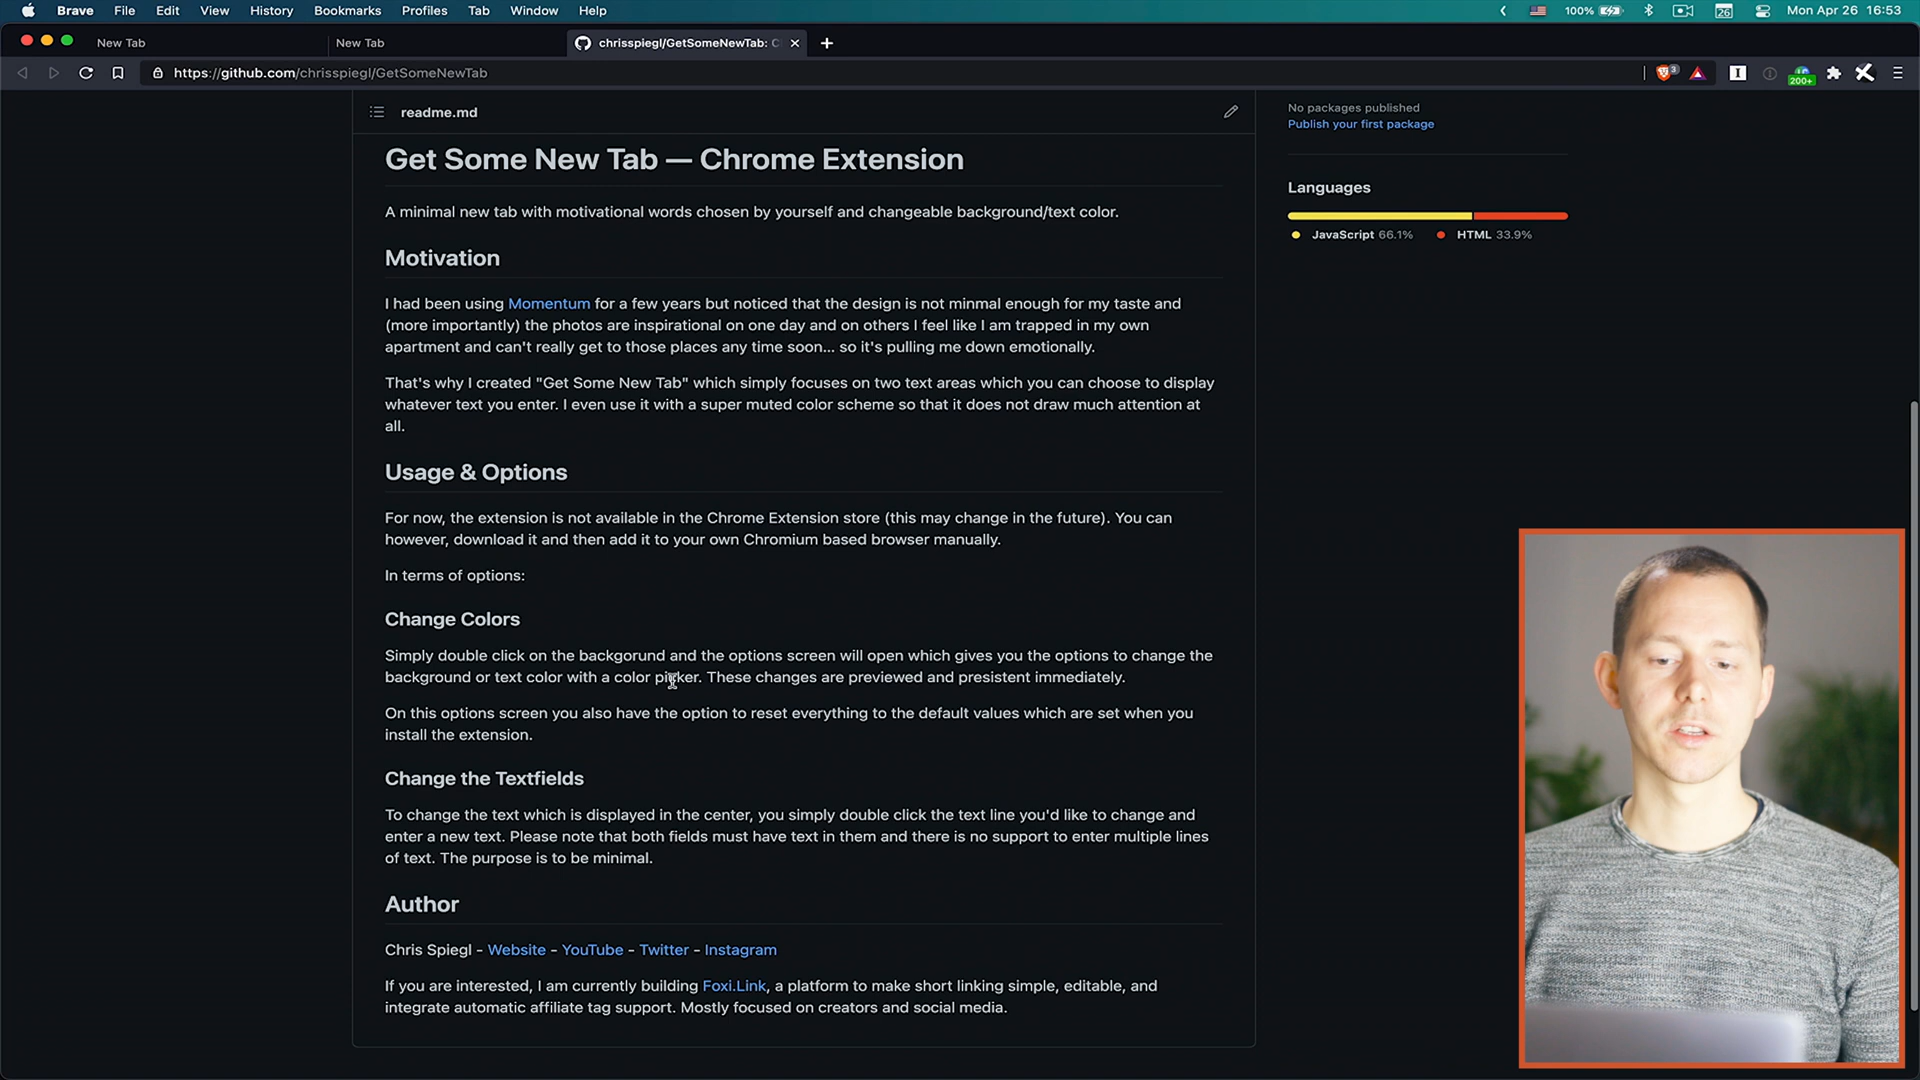 Brave File Edit View History Bookmarks Profiles Tab Window Help
100% 26 Mon Apr 26 16:53
New Tab
New Tab
chrisspiegl/GetSomeNewTab:
https://github.com/chrisspiegl/GetSomeNewTab
3
200+
readme.md
No packages published
Publish your first package
Get Some New Tab — Chrome Extension
A minimal new tab with motivational words chosen by yourself and changeable background/text color.
Languages
JavaScript 66.1% HTML 33.9%
Motivation
I had been using Momentum for a few years but noticed that the design is not minmal enough for my taste and
(more importantly) the photos are inspirational on one day and on others I feel like I am trapped in my own
apartment and can't really get to those places any time soon... so it's pulling me down emotionally.
That's why I created "Get Some New Tab" which simply focuses on two text areas which you can choose to display
whatever text you enter. I even use it with a super muted color scheme so that it does not draw much attention at
all.
Usage & Options
For now, the extension is not available in the Chrome Extension store (this may change in the future). You can
however, download it and then add it to your own Chromium based browser manually.
In terms of options:
Change Colors
Simply double click on the backgorund and the options screen will open which gives you the options to change the
background or text color with a color picker. These changes are previewed and presistent immediately.
On this options screen you also have the option to reset everything to the default values which are set when you
install the extension.
Change the Textfields
To change the text which is displayed in the center, you simply double click the text line you'd like to change and
enter a new text. Please note that both fields must have text in them and there is no support to enter multiple lines
of text. The purpose is to be minimal.
Author
Chris Spiegl - Website - YouTube - Twitter - Instagram
If you are interested, I am currently building Foxi.Link, a platform to make short linking simple, editable, and
integrate automatic affiliate tag support. Mostly focused on creators and social media.